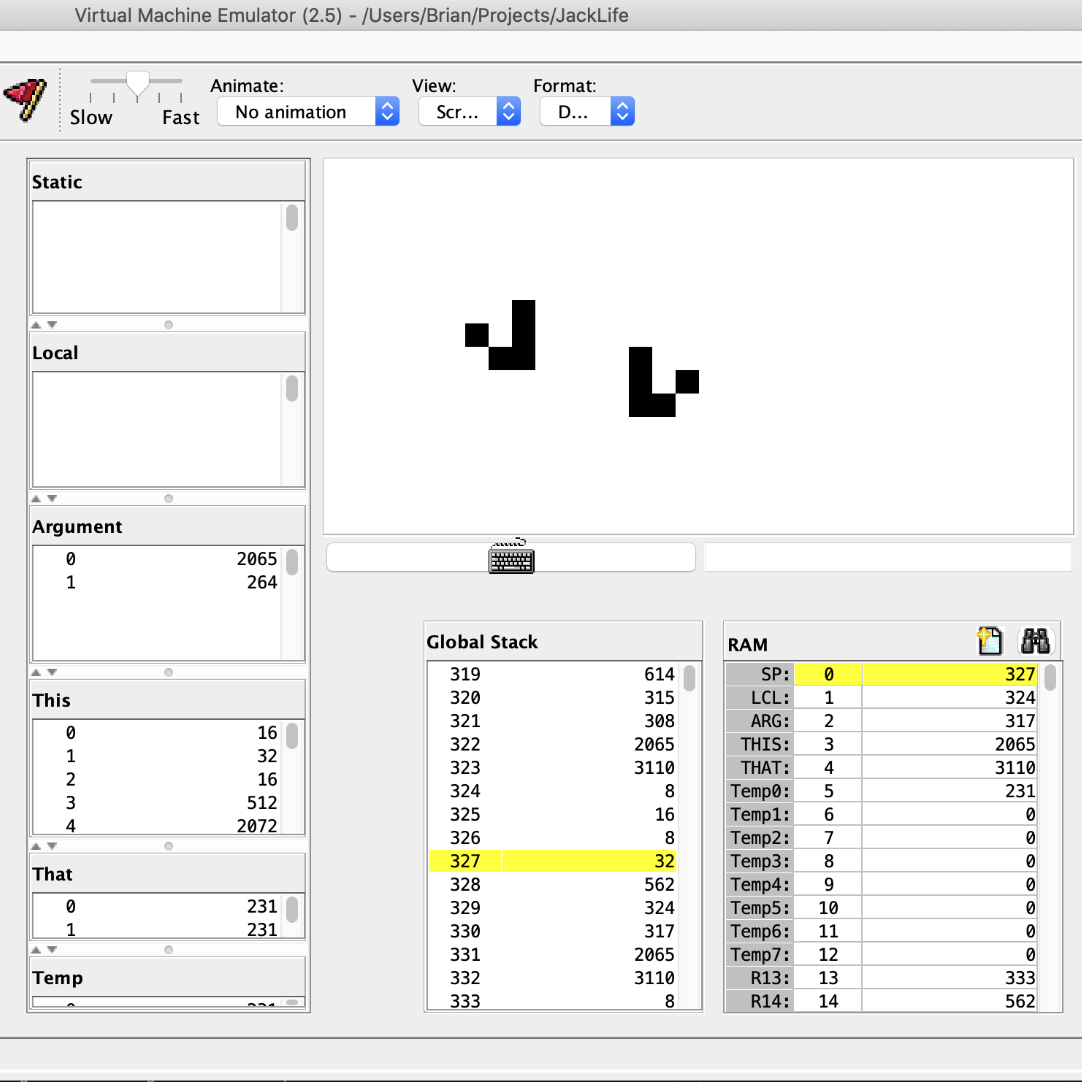 Virtual Machine Emulator (2.5) - /Users/Brian/Projects/JackLife
Animate: View: Format:
Slow Fast No animation Scr... D...
Static
Local
Argument
0 2065
1 264
This
0 16
1 32
2 16
3 512
4 2072
That
0 231
1 231
Temp
Global Stack
319 614
320 315
321 308
322 2065
323 3110
324 8
325 16
326 8
327 32
328 562
329 324
330 317
331 2065
332 3110
333 8
RAM
SP: 0 327
LCL: 1 324
ARG: 2 317
THIS: 3 2065
THAT: 4 3110
Temp0: 5 231
Temp1: 6 0
Temp2: 7 0
Temp3: 8 0
Temp4: 9 0
Temp5: 10 0
Temp6: 11 0
Temp7: 12 0
R13: 13 333
R14: 14 562